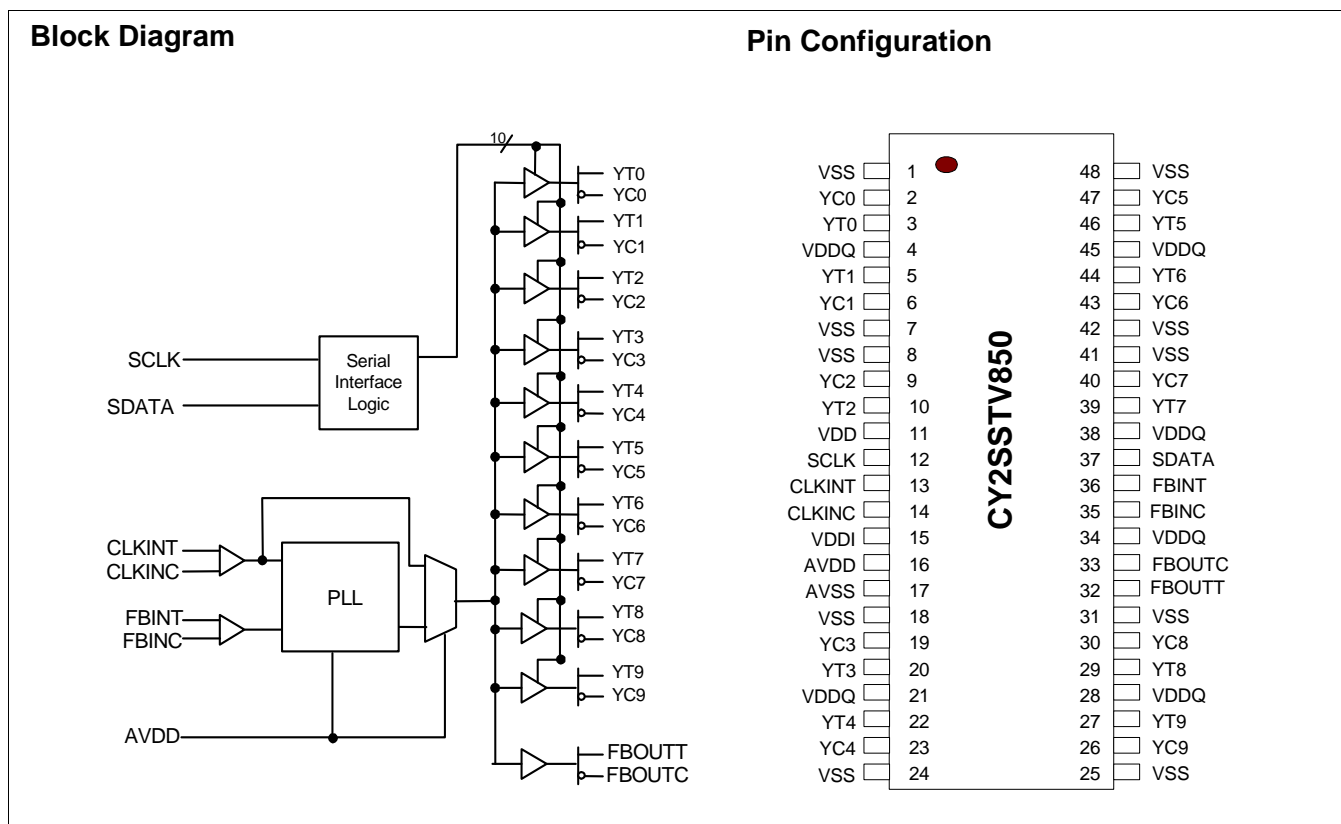 Block Diagram
10
YT0
YC0
YT1
YC1
YT2
YC2
YT3
YC3
YT4
YC4
YT5
YC5
YT6
YC6
YT7
YC7
YT8
YC8
YT9
YC9
FBOUTT
FBOUTC
SCLK
SDATA
Serial
Interface
Logic
CLKINT
CLKINC
FBINT
FBINC
PLL
AVDD
Pin Configuration
VSS 1 48 VSS
YC0 2 47 YC5
YT0 3 46 YT5
VDDQ 4 45 VDDQ
YT1 5 44 YT6
YC1 6 43 YC6
VSS 7 42 VSS
VSS 8 41 VSS
YC2 9 40 YC7
YT2 10 39 YT7
VDD 11 38 VDDQ
SCLK 12 37 SDATA
CLKINT 13 36 FBINT
CLKINC 14 35 FBINC
VDDI 15 34 VDDQ
AVDD 16 33 FBOUTC
AVSS 17 32 FBOUTT
VSS 18 31 VSS
YC3 19 30 YC8
YT3 20 29 YT8
VDDQ 21 28 VDDQ
YT4 22 27 YT9
YC4 23 26 YC9
VSS 24 25 VSS
CY2SSTV850